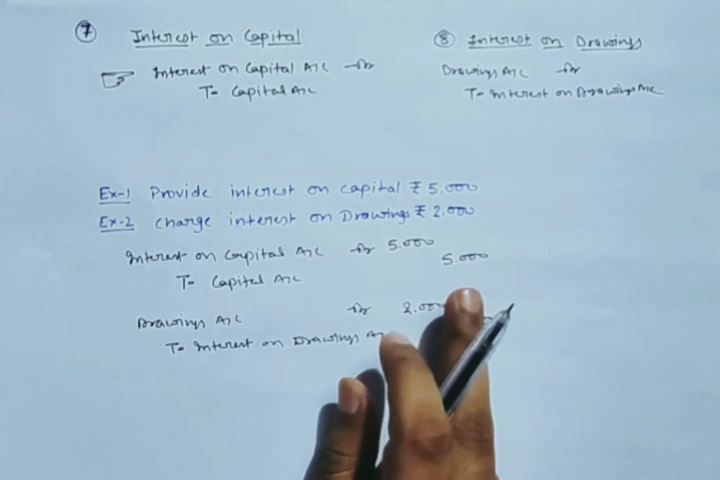 ⑦ Interest on Capital
Interest on Capital A/C Dr
To Capital A/C
⑧ Interest on Drawings
Drawings A/C Dr
To Interest on Drawings A/C
Ex-1 Provide interest on capital ₹ 5,000
Ex-2 Charge interest on Drawings ₹ 2,000
Interest on Capital A/C Dr 5,000
To Capital A/C 5,000
Drawings A/C Dr 2,000
To Interest on Drawings